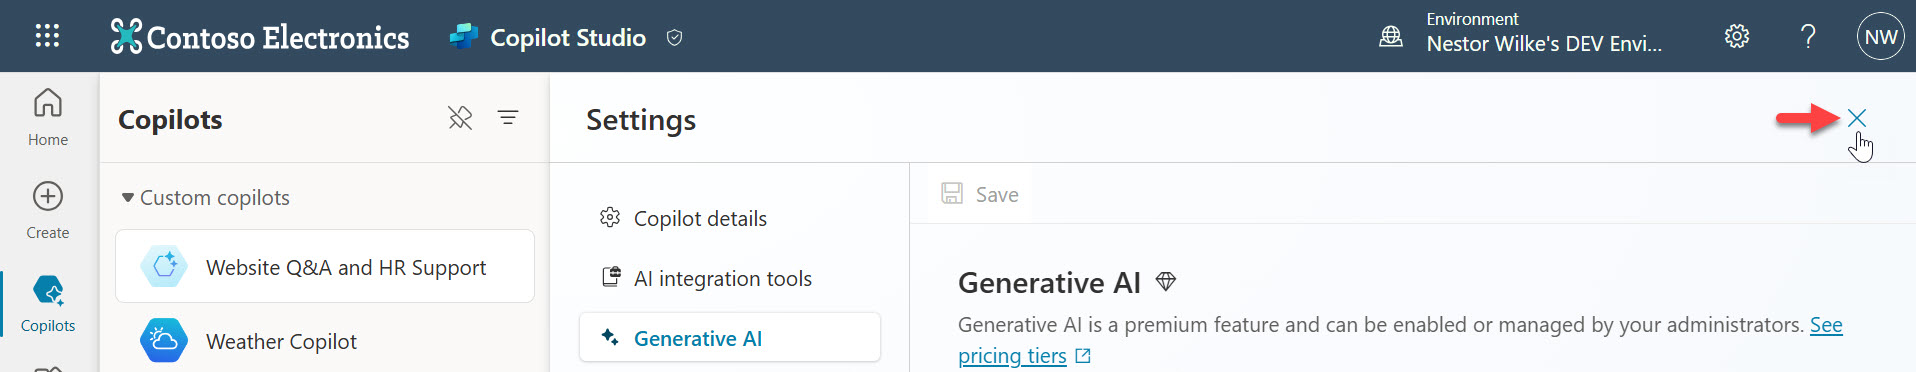 Contoso Electronics
Copilot Studio
Environment
Nestor Wilke's DEV Envi...
?
NW
Home
Create
Copilots
Copilots
Custom copilots
Website Q&A and HR Support
Weather Copilot
Settings
Copilot details
AI integration tools
Generative AI
Save
Generative AI
Generative AI is a premium feature and can be enabled or managed by your administrators. See
pricing tiers